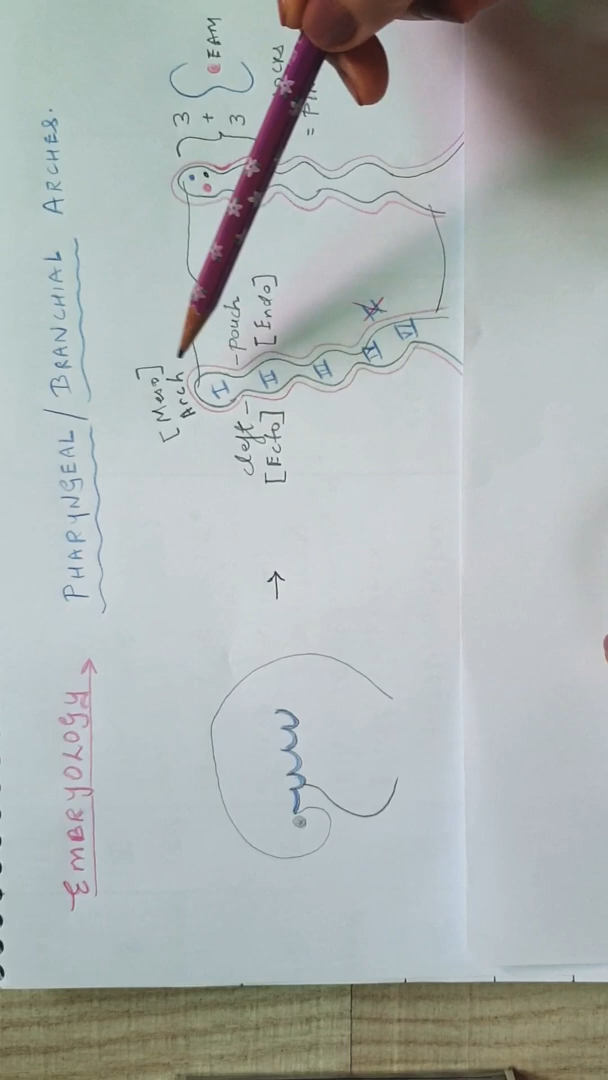 EMBRYOLOGY → PHARYNGEAL / BRANCHIAL ARCHES.
[Meso]
Arch
cleft - I - pouch
[Ecto] II [Endo]
III
IV
VI
3
+
3
EAM
=